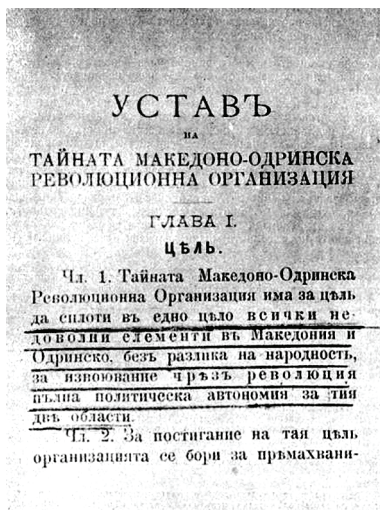 УСТАВЪ
НА
ТАЙНАТА МАКЕДОНО-ОДРИНСКА
РЕВОЛЮЦИОННА ОРГАНИЗАЦИЯ
ГЛАВА I.
ЦѢЛЬ.
Чл. 1. Тайната Македоно-Одринска
Революционна Организация има за цѣль
да сплоти въ едно цѣло всички не-
доволни елементи въ Македония и
Одринско, безъ разлика на народность,
за извоювание чрѣзъ революция
пълна политическа автономия за тия
двѣ области.
Чл. 2. За постигание на тая цѣль
организацията се бори за прѣмахвани-